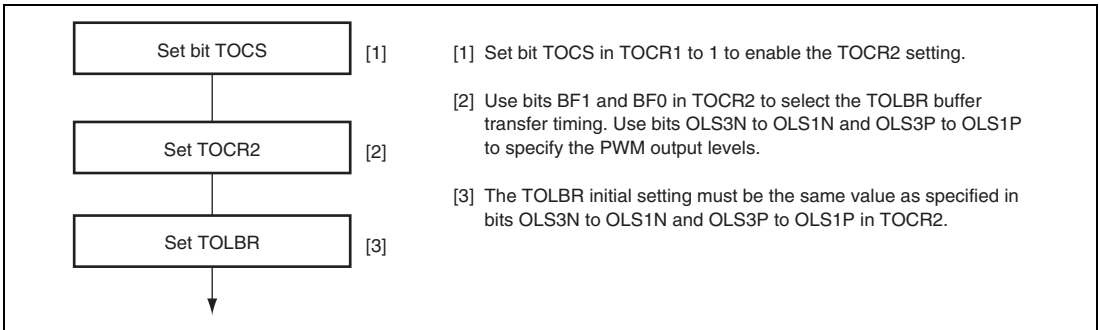 Set bit TOCS
[1]
[1] Set bit TOCS in TOCR1 to 1 to enable the TOCR2 setting.
Set TOCR2
[2]
[2] Use bits BF1 and BF0 in TOCR2 to select the TOLBR buffer
transfer timing. Use bits OLS3N to OLS1N and OLS3P to OLS1P
to specify the PWM output levels.
Set TOLBR
[3]
[3] The TOLBR initial setting must be the same value as specified in
bits OLS3N to OLS1N and OLS3P to OLS1P in TOCR2.